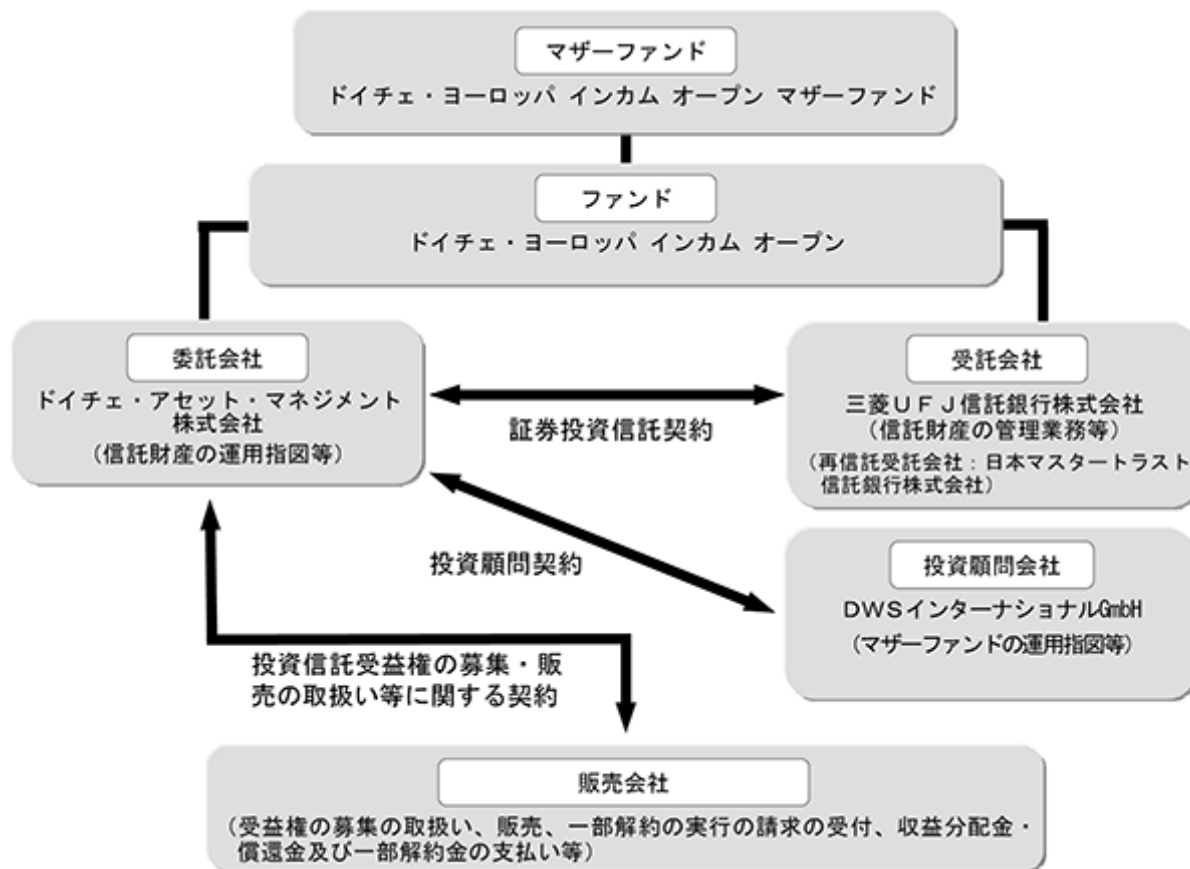 マザーファンド
ドイチェ・ヨーロッパ インカム オープン マザーファンド
ファンド
ドイチェ・ヨーロッパ インカム オープン
委託会社
ドイチェ・アセット・マネジメント
株式会社
(信託財産の運用指図等)
証券投資信託契約
受託会社
三菱UFJ信託銀行株式会社
(信託財産の管理業務等)
(再信託受託会社:日本マスタートラスト
信託銀行株式会社)
投資顧問契約
投資顧問会社
DWSインターナショナルGmbH
(マザーファンドの運用指図等)
投資信託受益権の募集・販
売の取扱い等に関する契約
販売会社
(受益権の募集の取扱い、販売、一部解約の実行の請求の受付、収益分配金・
償還金及び一部解約金の支払い等)